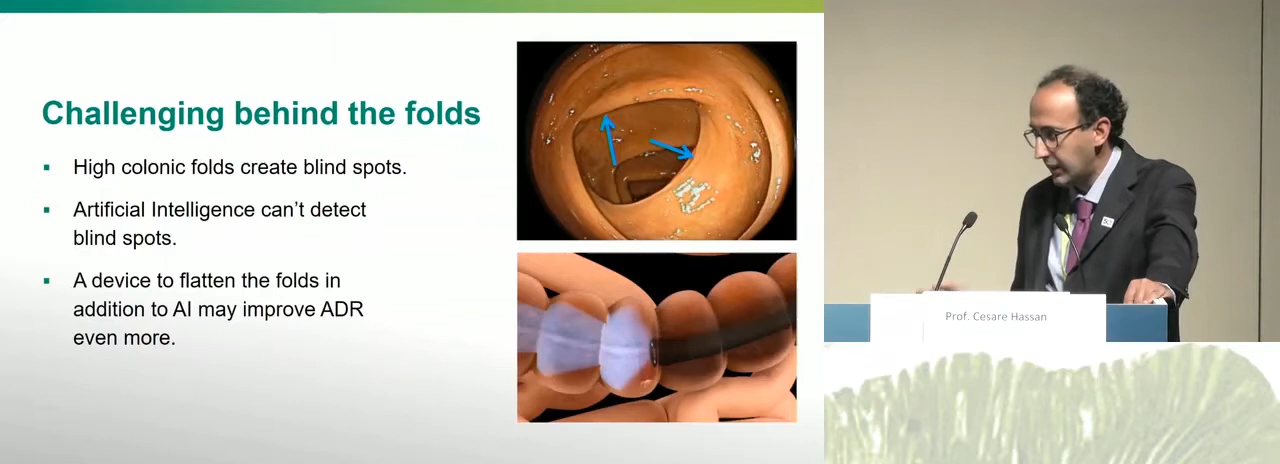 Challenging behind the folds
▪ High colonic folds create blind spots.
▪ Artificial Intelligence can’t detect
blind spots.
▪ A device to flatten the folds in
addition to AI may improve ADR
even more.
Prof. Cesare Hassan